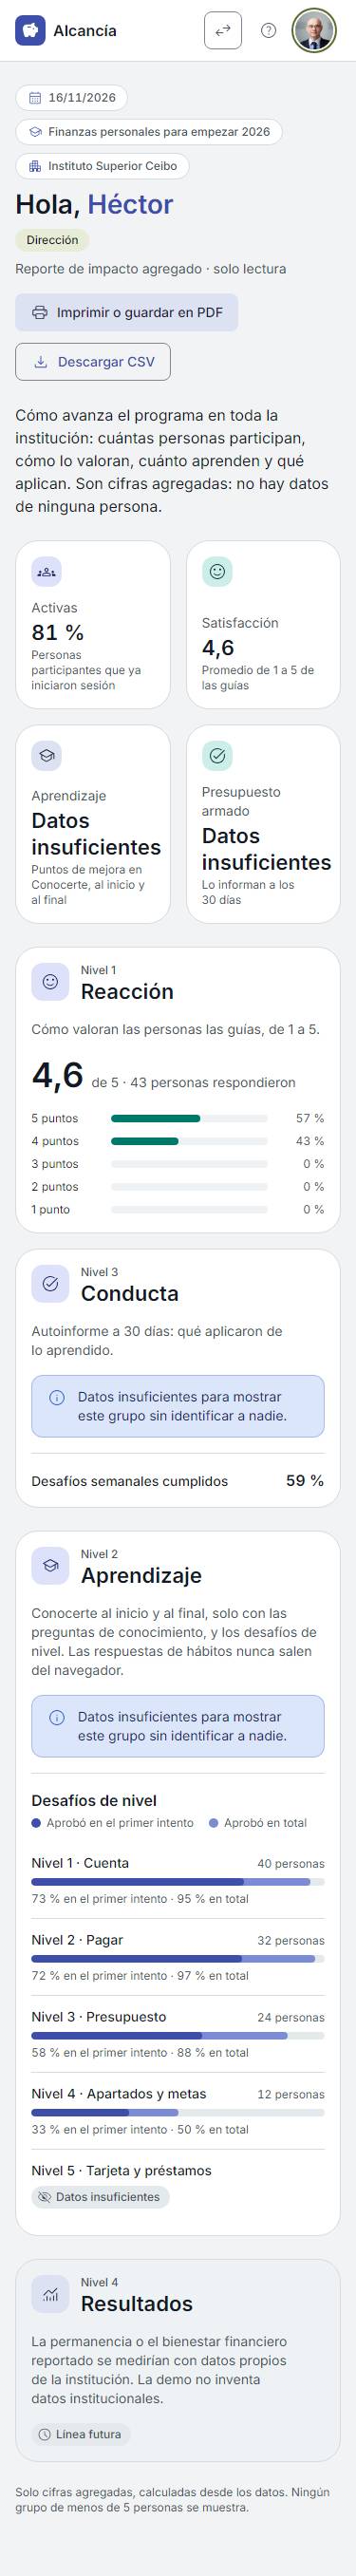 Alcancía
16/11/2026
Finanzas personales para empezar 2026
Instituto Superior Ceibo
Hola, Héctor
Dirección
Reporte de impacto agregado · solo lectura
Imprimir o guardar en PDF
Descargar CSV
Cómo avanza el programa en toda la
institución: cuántas personas participan,
cómo lo valoran, cuánto aprenden y qué
aplican. Son cifras agregadas: no hay datos
de ninguna persona.
Activas
81 %
Personas
participantes que ya
iniciaron sesión
Satisfacción
4,6
Promedio de 1 a 5 de
las guías
Aprendizaje
Datos
insuficientes
Puntos de mejora en
Conocerte, al inicio y
al final
Presupuesto
armado
Datos
insuficientes
Lo informan a los
30 días
Nivel 1
Reacción
Cómo valoran las personas las guías, de 1 a 5.
4,6 de 5 · 43 personas respondieron
5 puntos 57 %
4 puntos 43 %
3 puntos 0 %
2 puntos 0 %
1 punto 0 %
Nivel 3
Conducta
Autoinforme a 30 días: qué aplicaron de
lo aprendido.
Datos insuficientes para mostrar
este grupo sin identificar a nadie.
Desafíos semanales cumplidos 59 %
Nivel 2
Aprendizaje
Conocerte al inicio y al final, solo con las
preguntas de conocimiento, y los desafíos de
nivel. Las respuestas de hábitos nunca salen
del navegador.
Datos insuficientes para mostrar
este grupo sin identificar a nadie.
Desafíos de nivel
Aprobó en el primer intento Aprobó en total
Nivel 1 · Cuenta 40 personas
73 % en el primer intento · 95 % en total
Nivel 2 · Pagar 32 personas
72 % en el primer intento · 97 % en total
Nivel 3 · Presupuesto 24 personas
58 % en el primer intento · 88 % en total
Nivel 4 · Apartados y metas 12 personas
33 % en el primer intento · 50 % en total
Nivel 5 · Tarjeta y préstamos
Datos insuficientes
Nivel 4
Resultados
La permanencia o el bienestar financiero
reportado se medirían con datos propios
de la institución. La demo no inventa
datos institucionales.
Línea futura
Solo cifras agregadas, calculadas desde los datos. Ningún
grupo de menos de 5 personas se muestra.